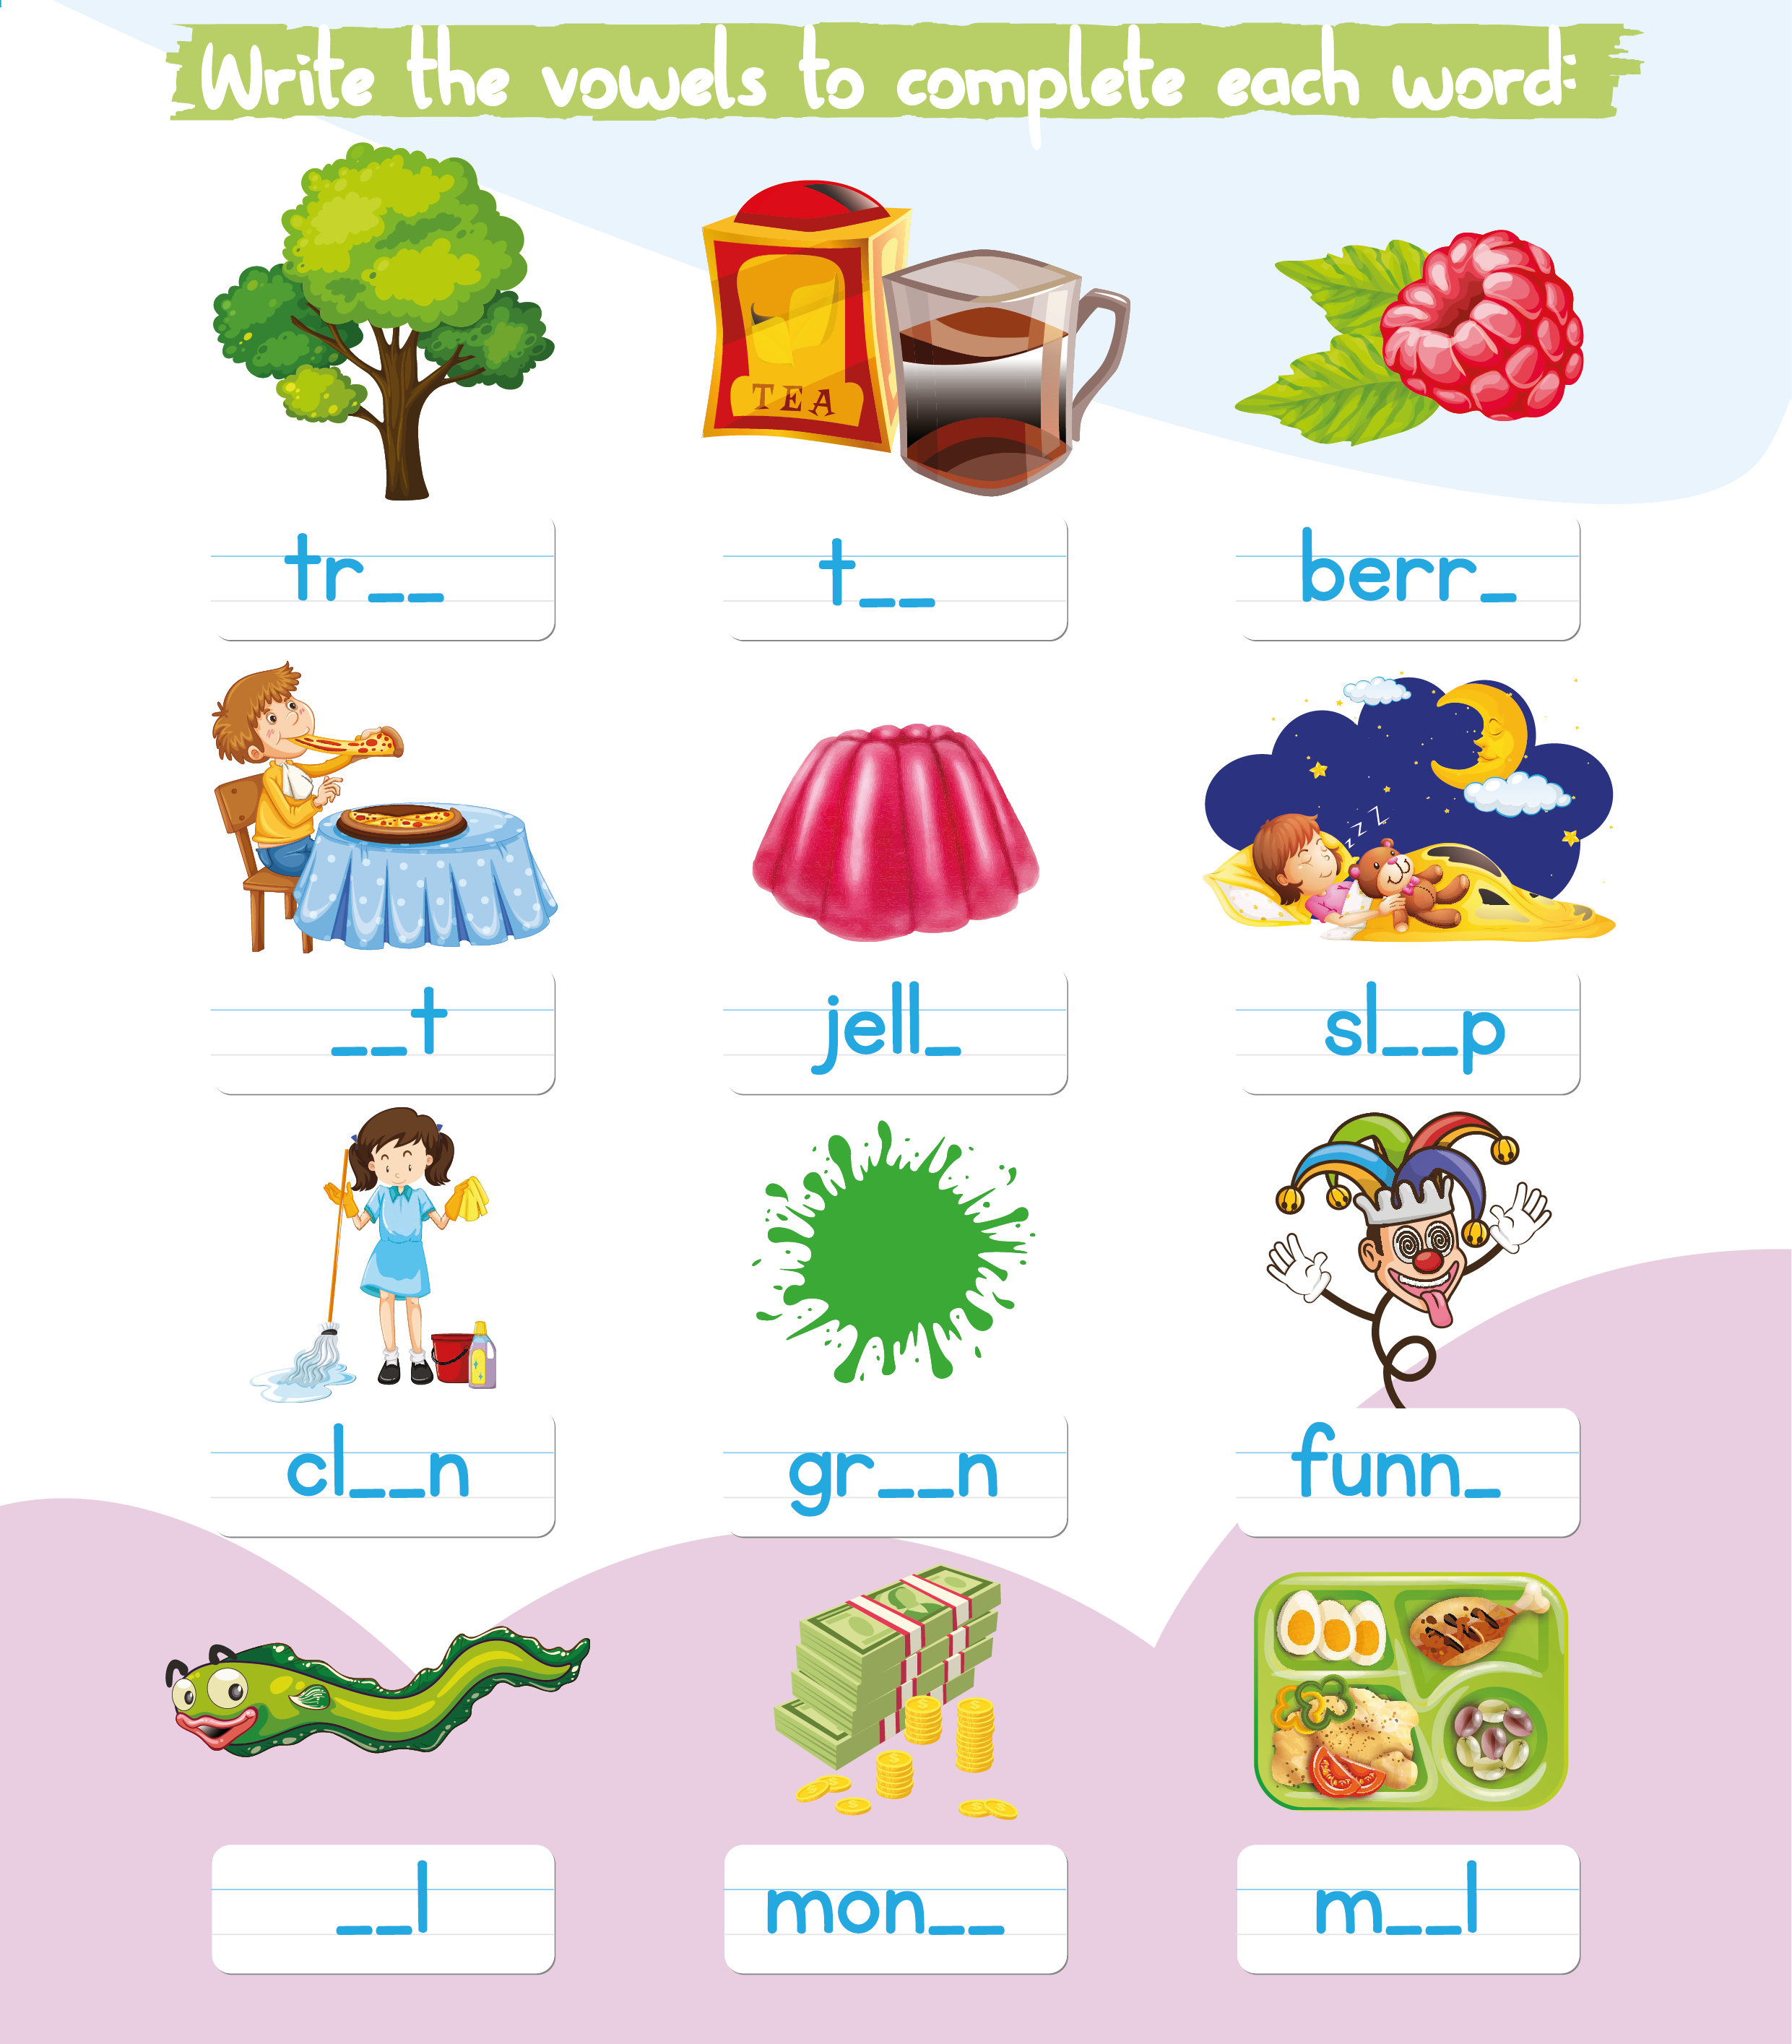 Write the vowels to complete each word:
TEA
tr__
t__
berr_
z z Z
__t
jell_
sl__p
cl__n
gr__n
funn_
__l
mon__
m__l